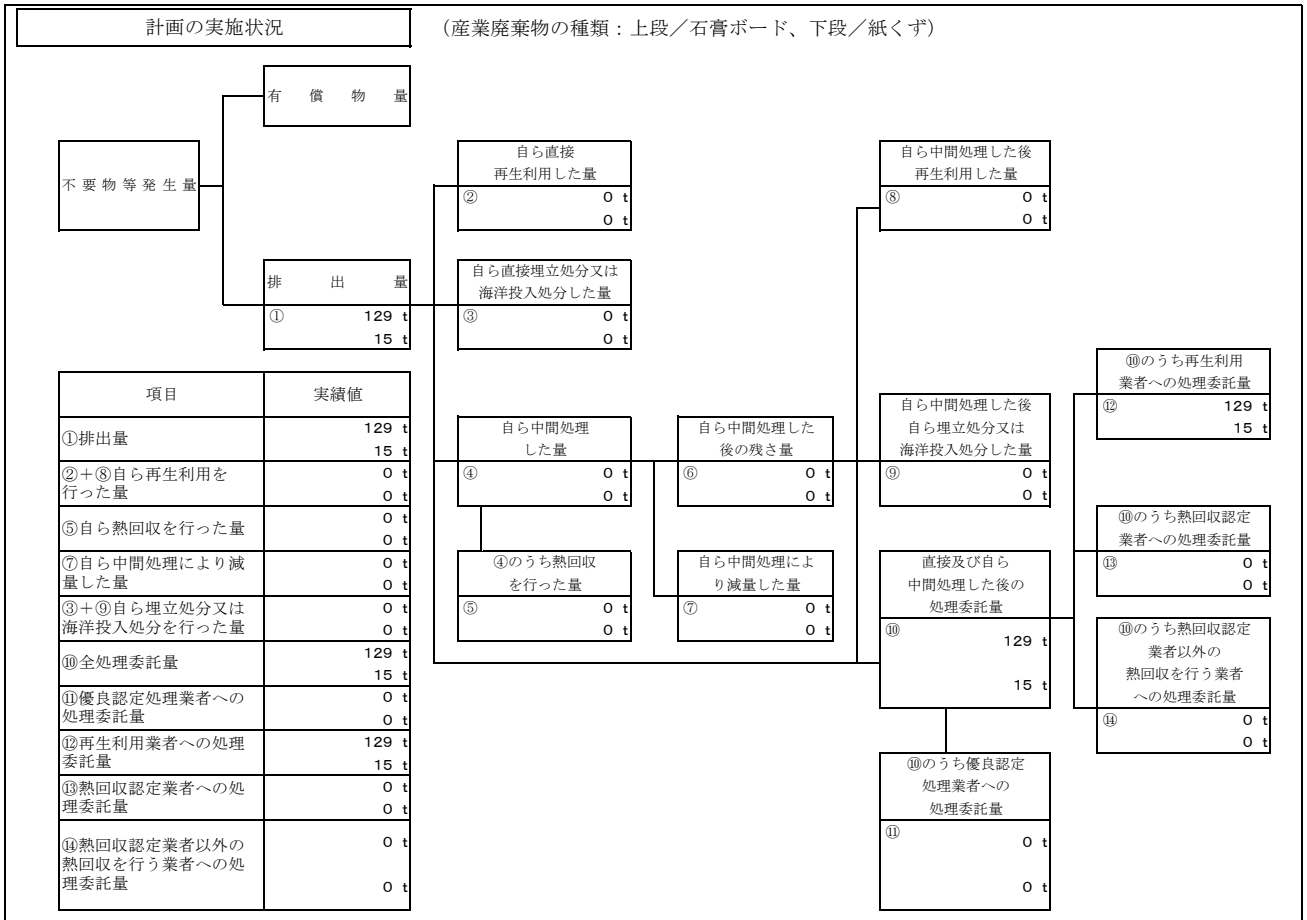 計画の実施状況
（産業廃棄物の種類：上段／石膏ボード、下段／紙くず）
有償物量
不要物等発生量
自ら直接
再生利用した量
② 0 t
0 t
自ら中間処理した後
再生利用した量
⑧ 0 t
0 t
排出量
① 129 t
15 t
自ら直接埋立処分又は
海洋投入処分した量
③ 0 t
0 t
項目 実績値
①排出量
129 t
15 t
②＋⑧自ら再生利用を
行った量
0 t
0 t
⑤自ら熱回収を行った量
0 t
0 t
⑦自ら中間処理により減
量した量
0 t
0 t
③＋⑨自ら埋立処分又は
海洋投入処分を行った量
0 t
0 t
⑩全処理委託量
129 t
15 t
⑪優良認定処理業者への
処理委託量
0 t
0 t
⑫再生利用業者への処理
委託量
129 t
15 t
⑬熱回収認定業者への処
理委託量
0 t
0 t
⑭熱回収認定業者以外の
熱回収を行う業者への処
理委託量
0 t
0 t
自ら中間処理
した量
④ 0 t
0 t
④のうち熱回収
を行った量
⑤ 0 t
0 t
自ら中間処理した
後の残さ量
⑥ 0 t
0 t
自ら中間処理によ
り減量した量
⑦ 0 t
0 t
自ら中間処理した後
自ら埋立処分又は
海洋投入処分した量
⑨ 0 t
0 t
直接及び自ら
中間処理した後の
処理委託量
⑩
129 t
15 t
⑩のうち優良認定
処理業者への
処理委託量
⑪
0 t
0 t
⑩のうち再生利用
業者への処理委託量
⑫ 129 t
15 t
⑩のうち熱回収認定
業者への処理委託量
⑬ 0 t
0 t
⑩のうち熱回収認定
業者以外の
熱回収を行う業者
への処理委託量
⑭ 0 t
0 t